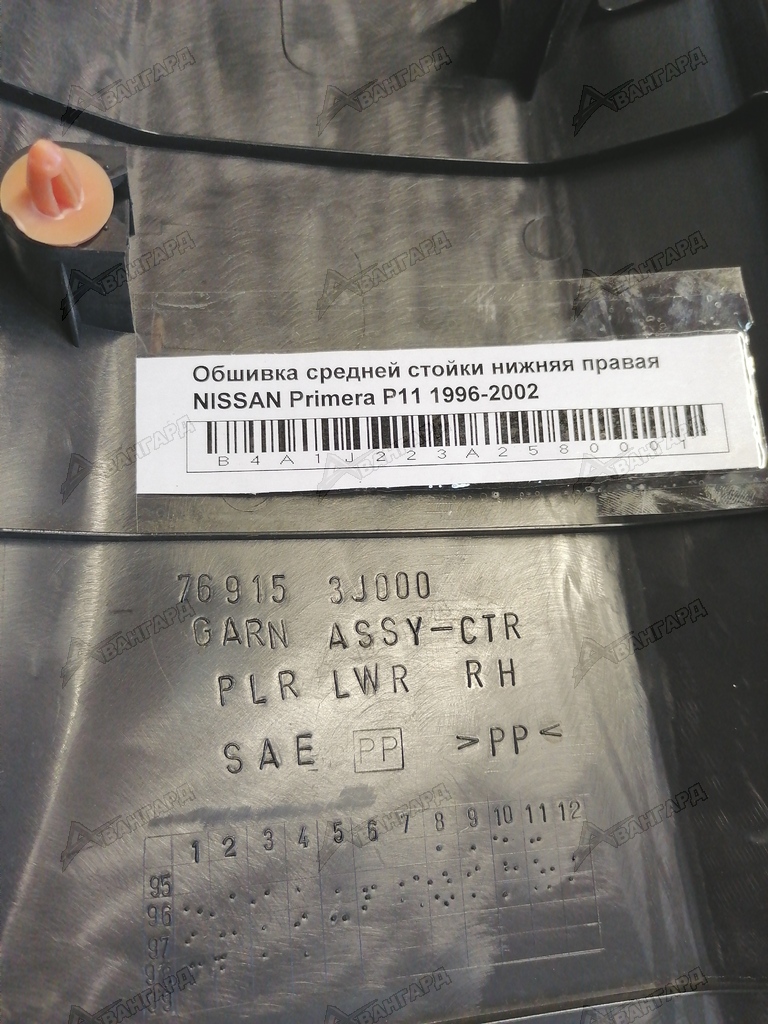 АВАНГАРД
Обшивка средней стойки нижняя правая
NISSAN Primera P11 1996-2002
B4A1J223A2580001
76915 3J000
GARN ASSY-CTR
PLR LWR RH
SAE PP >PP<
1 2 3 4 5 6 7 8 9 10 11 12
95
96
97